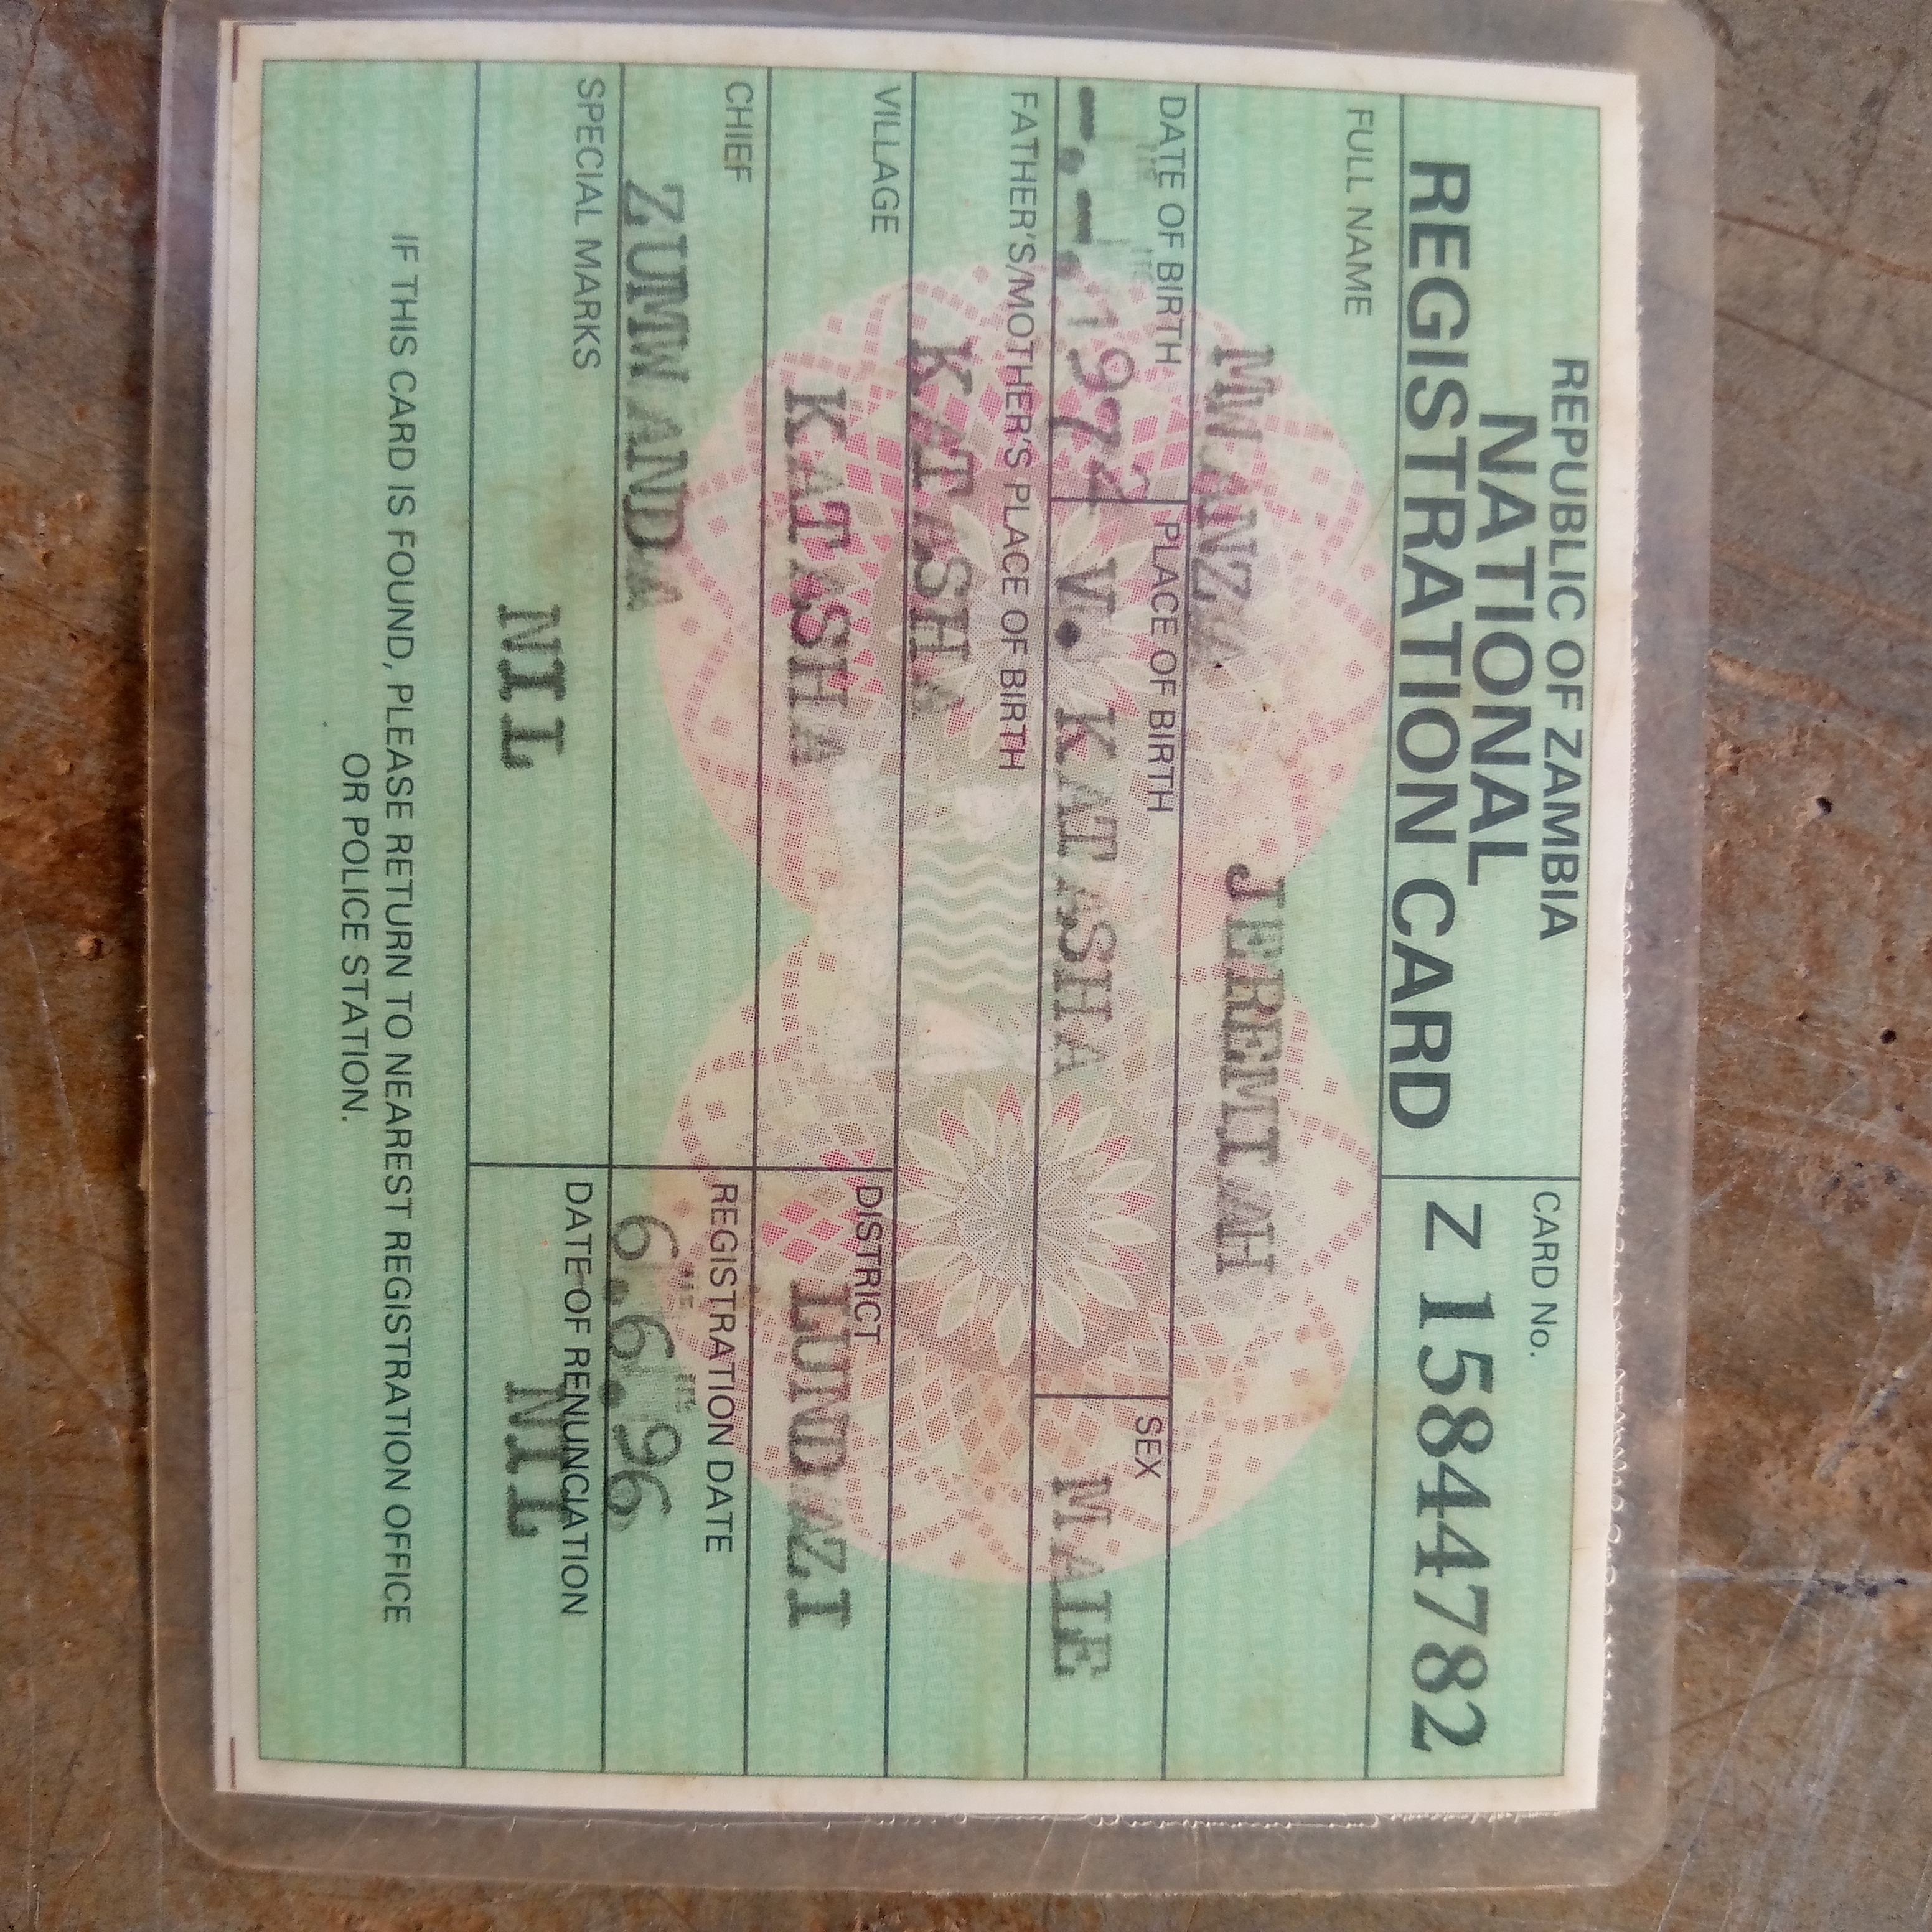 REPUBLIC OF ZAMBIA
NATIONAL
REGISTRATION CARD
CARD No.
Z 15844782
FULL NAME
MWANZA JEREMIAH
DATE OF BIRTH PLACE OF BIRTH SEX
-.-.1972 V. KATASHA MALE
FATHER'S/MOTHER'S PLACE OF BIRTH
KATASHA
VILLAGE DISTRICT
KATASHA LUNDAZI
CHIEF REGISTRATION DATE
ZUMWANDA 6.6.96
SPECIAL MARKS DATE OF RENUNCIATION
NIL NIL
IF THIS CARD IS FOUND, PLEASE RETURN TO NEAREST REGISTRATION OFFICE
OR POLICE STATION.